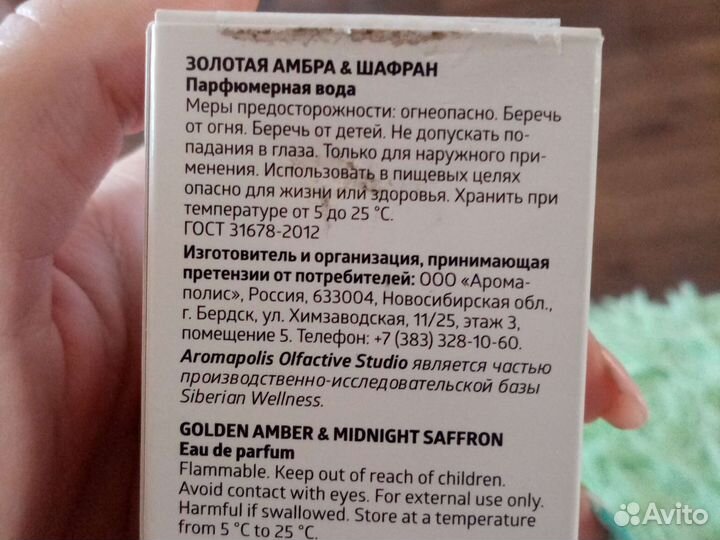 ЗОЛОТАЯ АМБРА & ШАФРАН
Парфюмерная вода
Меры предосторожности: огнеопасно. Беречь
от огня. Беречь от детей. Не допускать по-
падания в глаза. Только для наружного при-
менения. Использовать в пищевых целях
опасно для жизни или здоровья. Хранить при
температуре от 5 до 25 °C.
ГОСТ 31678-2012
Изготовитель и организация, принимающая
претензии от потребителей: ООО «Арома-
полис», Россия, 633004, Новосибирская обл.,
г. Бердск, ул. Химзаводская, 11/25, этаж 3,
помещение 5. Телефон: +7 (383) 328-10-60.
Aromapolis Olfactive Studio является частью
производственно-исследовательской базы
Siberian Wellness.
GOLDEN AMBER & MIDNIGHT SAFFRON
Eau de parfum
Flammable. Keep out of reach of children.
Avoid contact with eyes. For external use only.
Harmful if swallowed. Store at a temperature
from 5 °C to 25 °C.
Avito